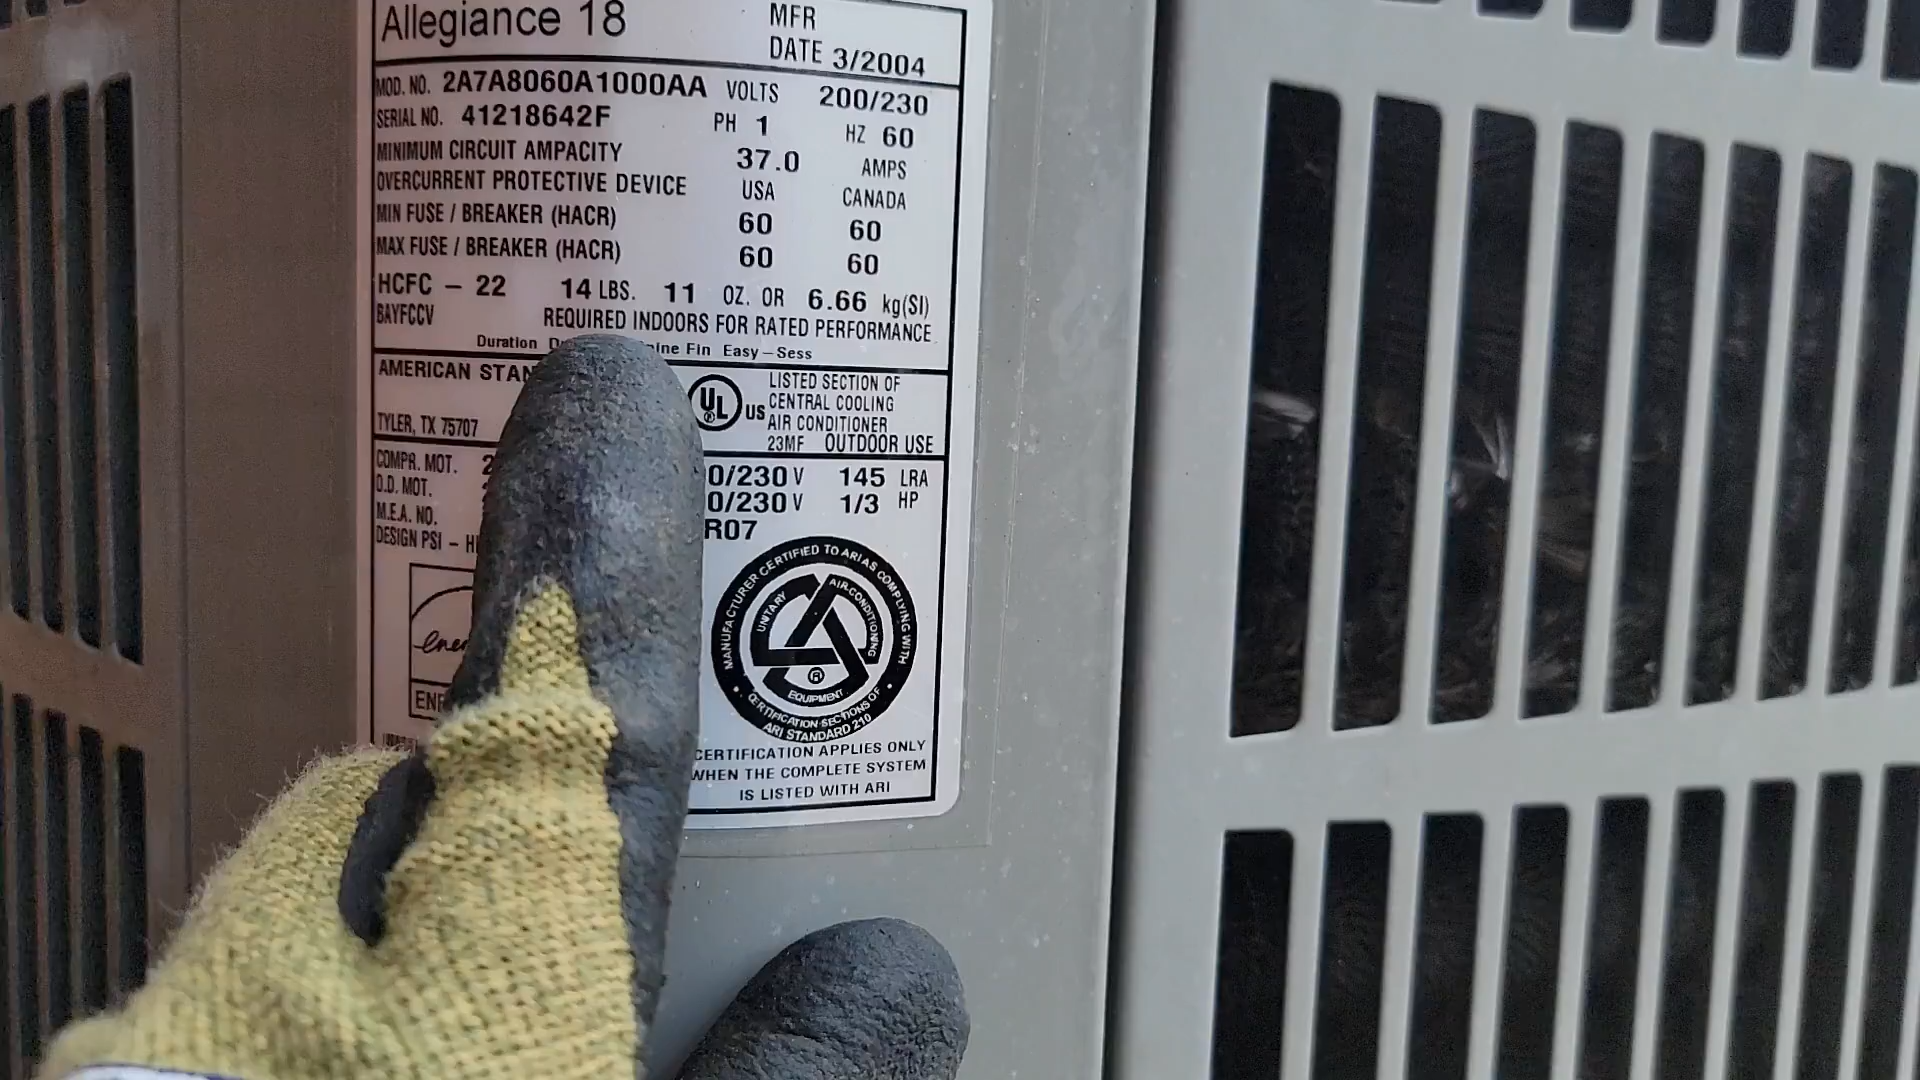 Allegiance 18
MFR
DATE 3/2004
MOD. NO. 2A7A8060A1000AA VOLTS 200/230
SERIAL NO. 41218642F PH 1 HZ 60
MINIMUM CIRCUIT AMPACITY 37.0 AMPS
OVERCURRENT PROTECTIVE DEVICE USA CANADA
MIN FUSE / BREAKER (HACR) 60 60
MAX FUSE / BREAKER (HACR) 60 60
HCFC - 22 14 LBS. 11 OZ. OR 6.66 kg(SI)
BAYFCCV REQUIRED INDOORS FOR RATED PERFORMANCE
Duration Fin Easy-Sess
AMERICAN
TYLER, TX 75707
UL US
LISTED SECTION OF
CENTRAL COOLING
AIR CONDITIONER
23MF OUTDOOR USE
COMPR. MOT. 0/230 V 145 LRA
O.D. MOT. 0/230 V 1/3 HP
M.E.A. NO. R07
DESIGN PSI -
MANUFACTURER CERTIFIED TO ARI AS COMPLYING WITH
UNITARY AIR-CONDITIONING EQUIPMENT
CERTIFICATION SECTIONS OF
ARI STANDARD 210
CERTIFICATION APPLIES ONLY
WHEN THE COMPLETE SYSTEM
IS LISTED WITH ARI